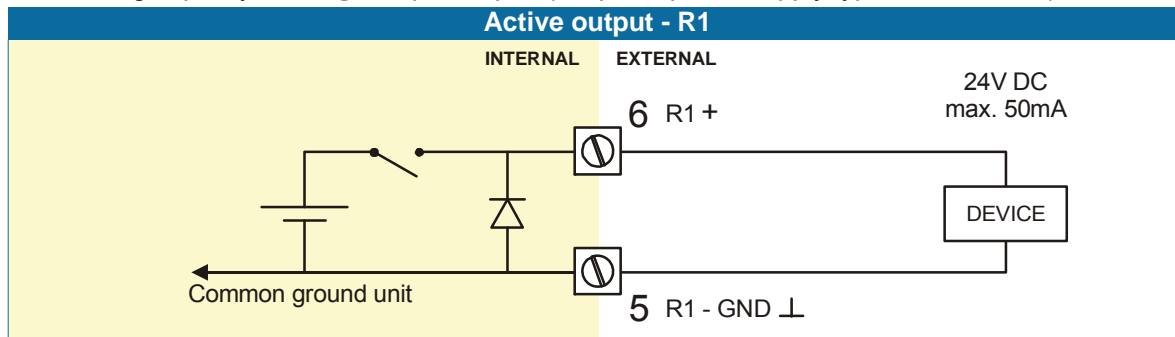 Active output - R1
INTERNAL EXTERNAL
24V DC
max. 50mA
6 R1 +
DEVICE
Common ground unit
5 R1 - GND ⊥